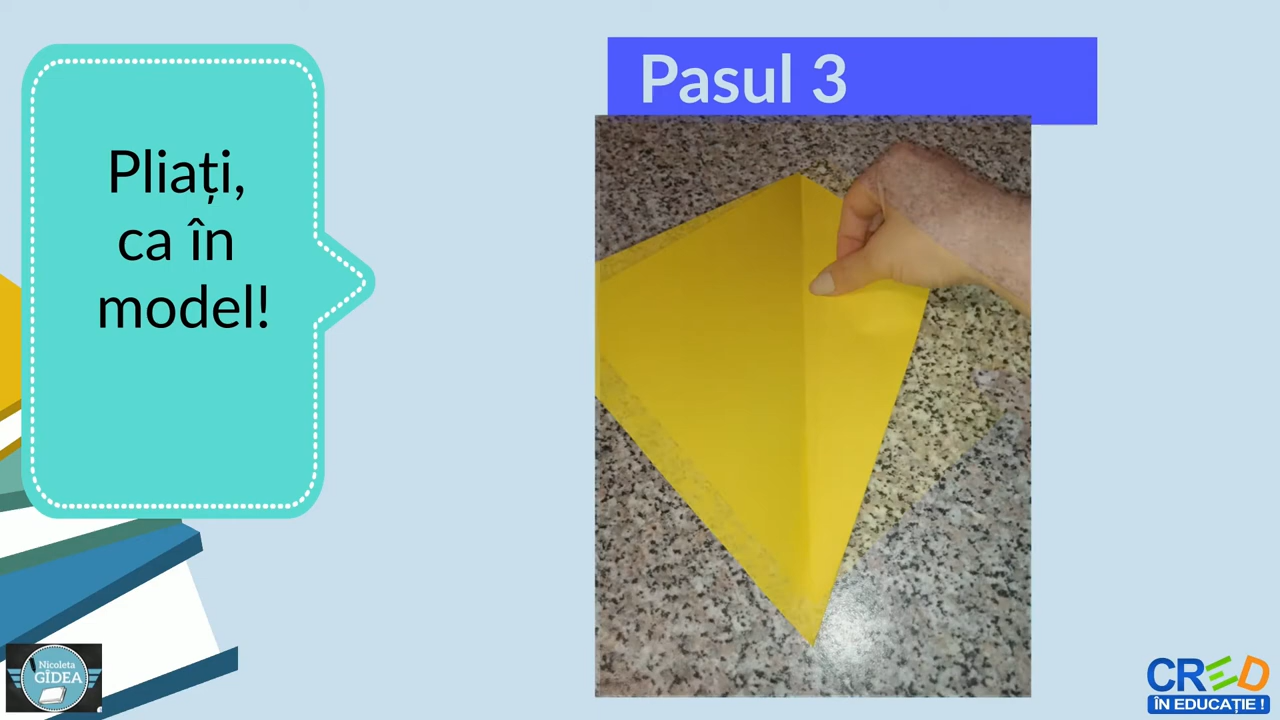 Pasul 3
Pliați,
ca în
model!
Nicoleta
GÎDEA
CRED
ÎN EDUCAȚIE !